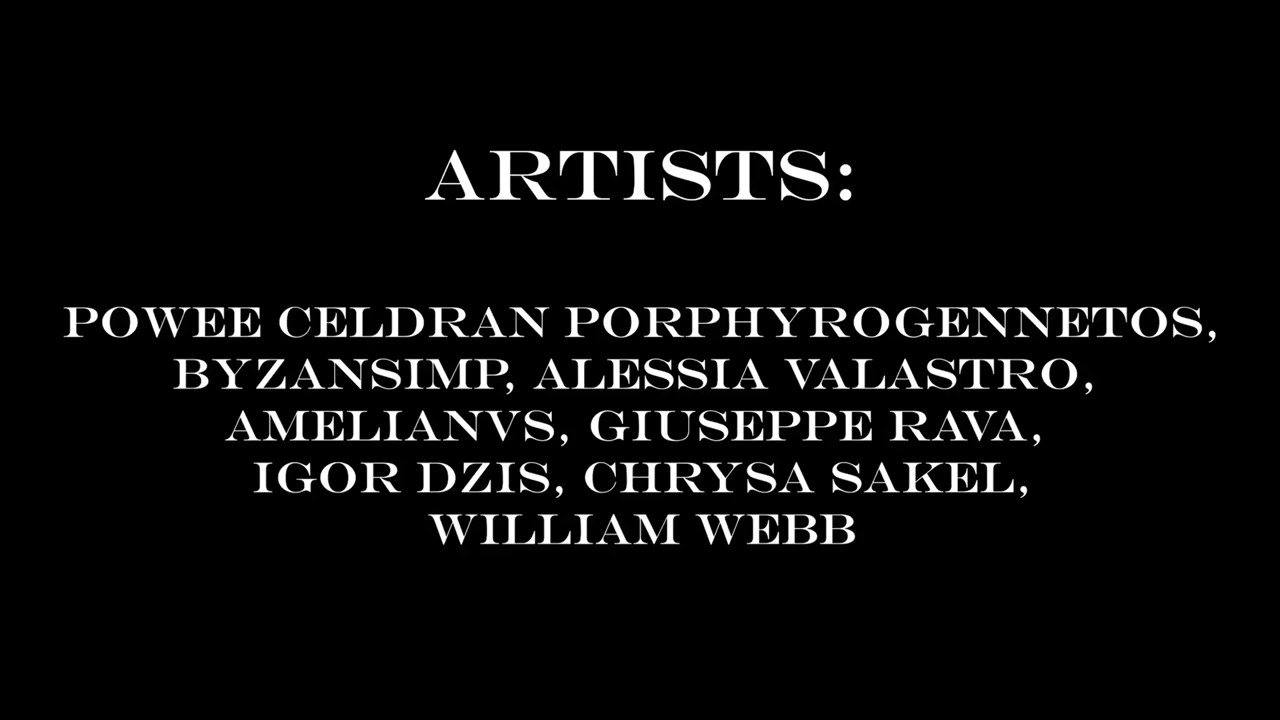 ARTISTS:
POWEE CELDRAN PORPHYROGENNETOS,
BYZANSIMP, ALESSIA VALASTRO,
AMELIANVS, GIUSEPPE RAVA,
IGOR DZIS, CHRYSA SAKEL,
WILLIAM WEBB